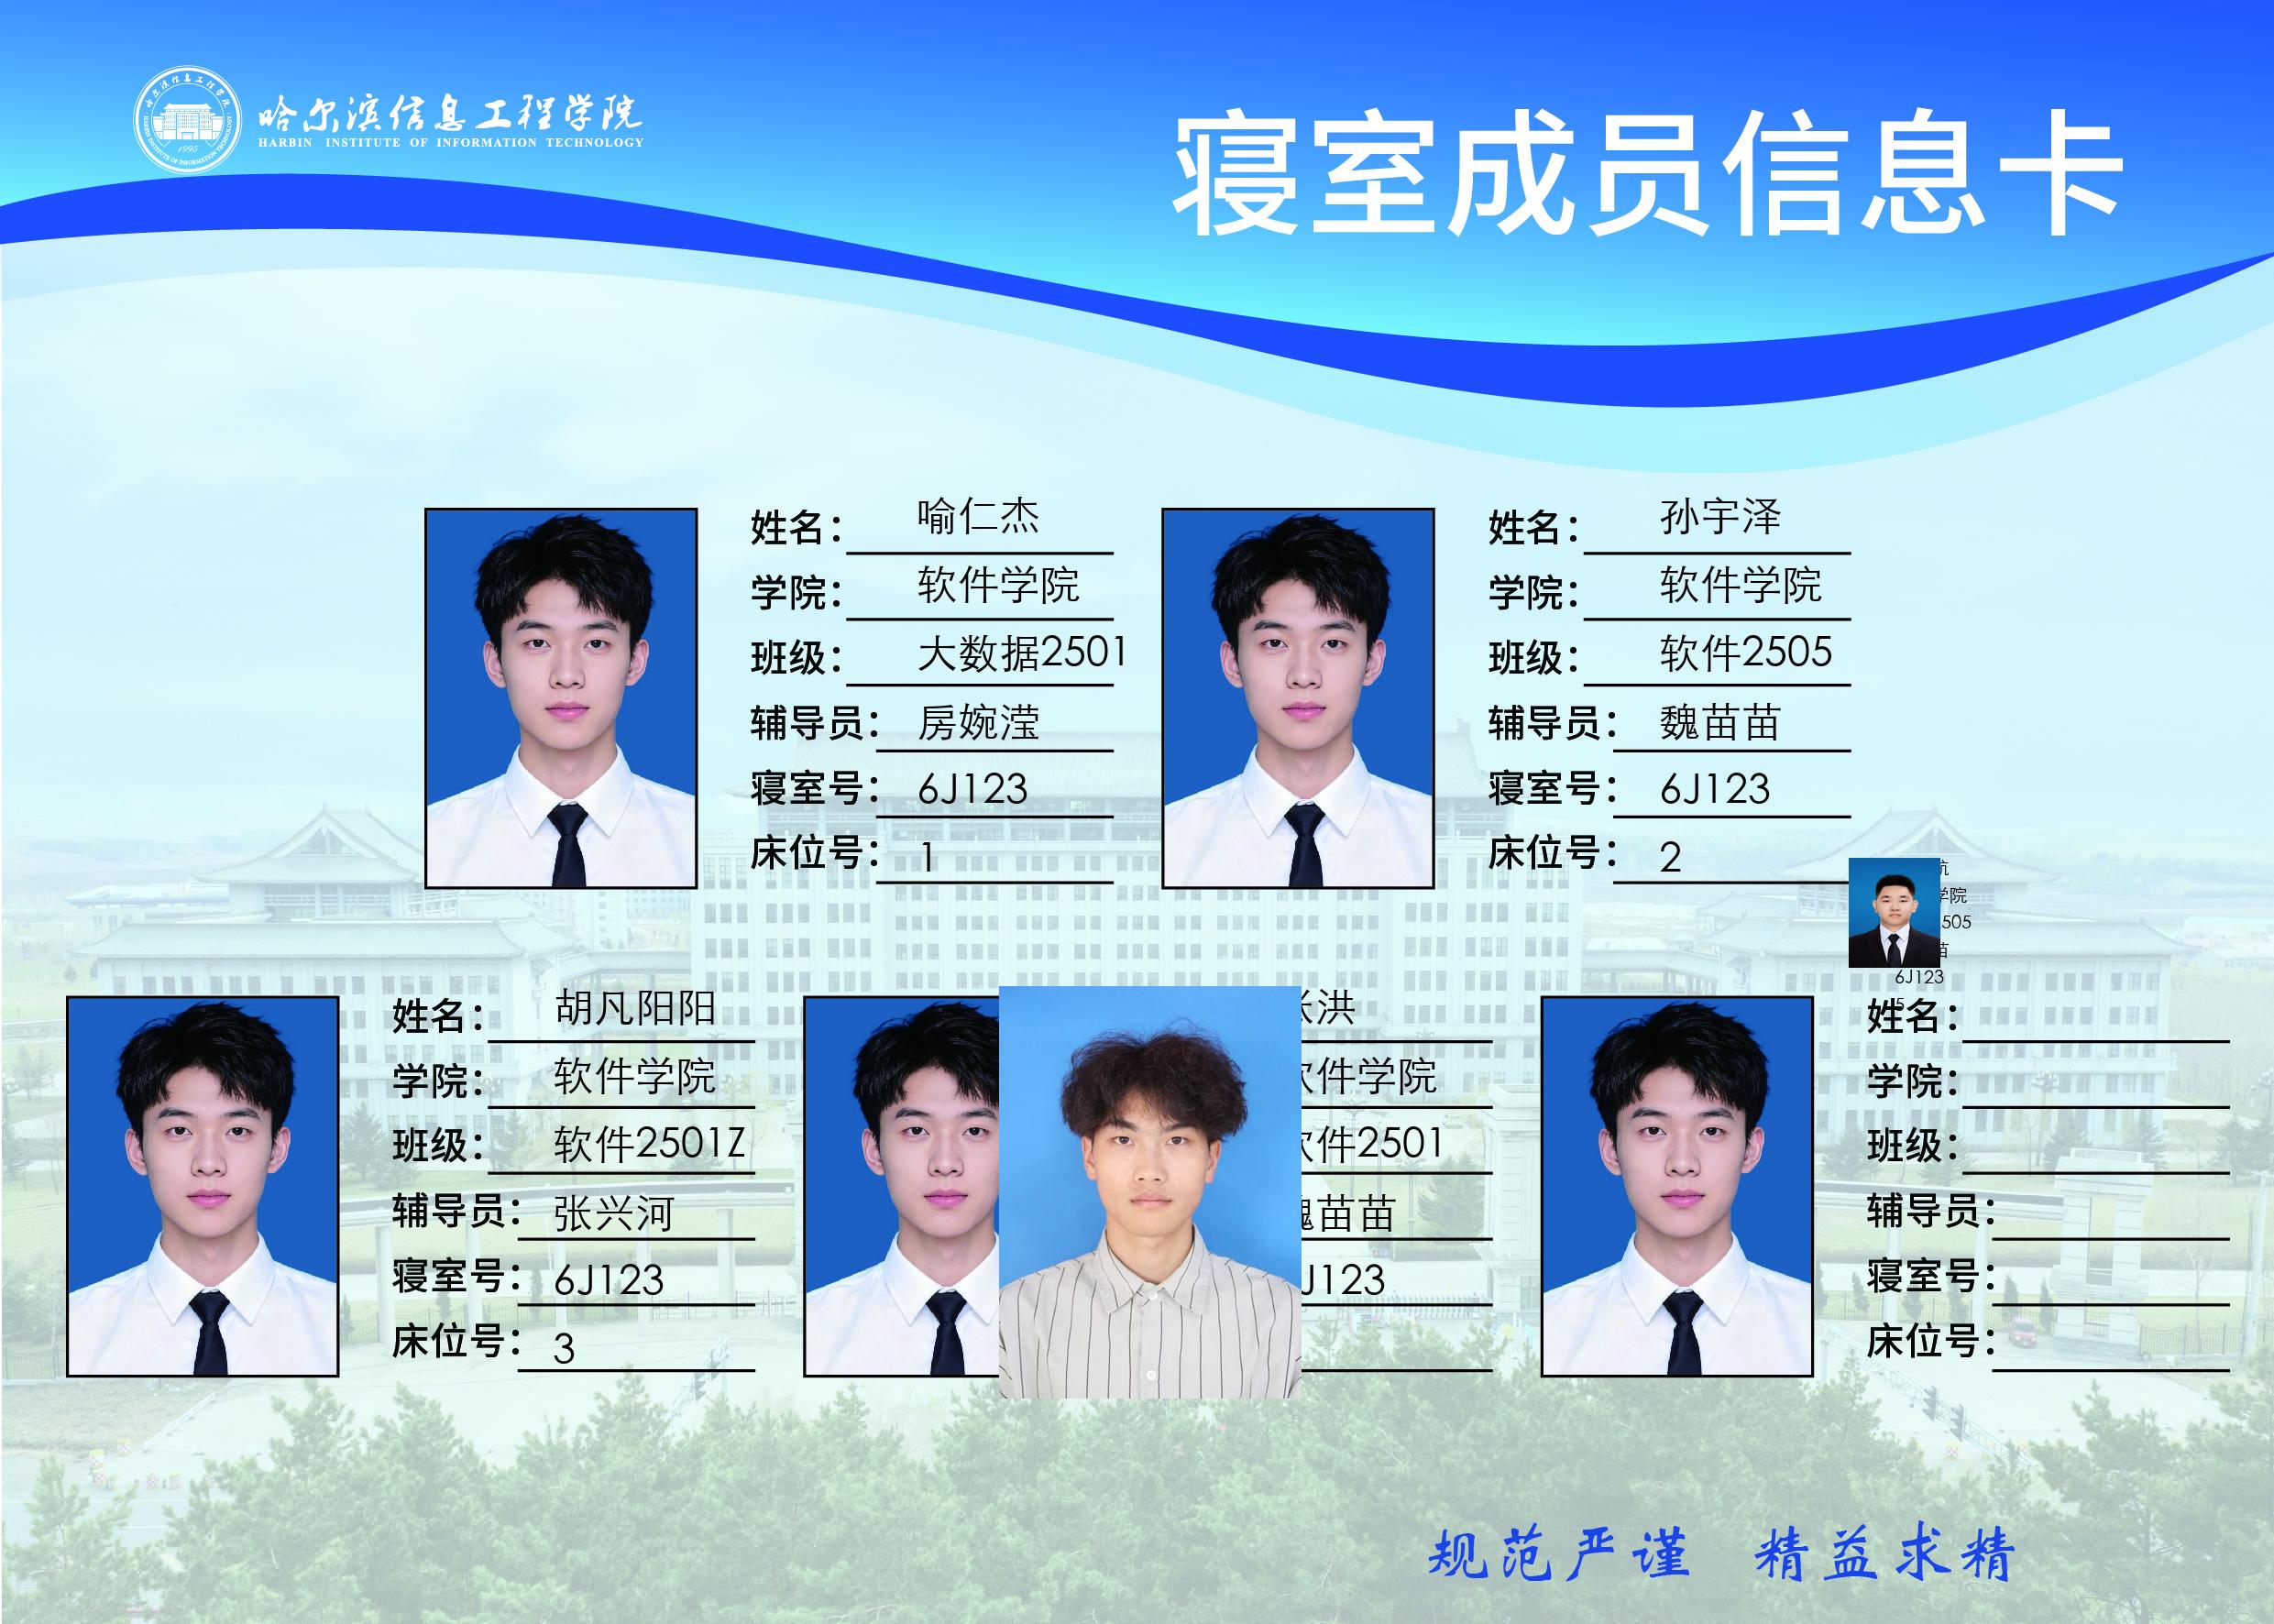 哈尔滨信息工程学院
HARBIN INSTITUTE OF INFORMATION TECHNOLOGY
1995
寝室成员信息卡
姓名： 喻仁杰
学院： 软件学院
班级： 大数据2501
辅导员： 房婉滢
寝室号： 6J123
床位号： 1
姓名： 孙宇泽
学院： 软件学院
班级： 软件2505
辅导员： 魏苗苗
寝室号： 6J123
床位号： 2
航
学院
505
苗
6J123
姓名： 胡凡阳阳
学院： 软件学院
班级： 软件2501Z
辅导员： 张兴河
寝室号： 6J123
床位号： 3
洪
件学院
件2501
苗苗
J123
姓名：
学院：
班级：
辅导员：
寝室号：
床位号：
规范严谨 精益求精